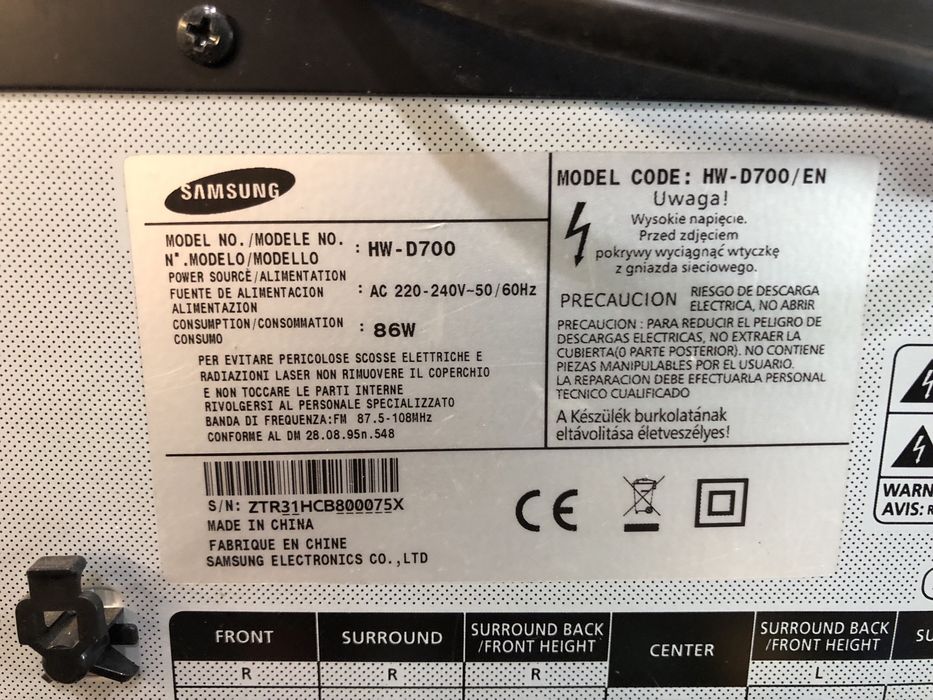 SAMSUNG
MODEL NO./MODELE NO.
N°.MODELO/MODELLO
: HW-D700
POWER SOURCE/ALIMENTATION
FUENTE DE ALIMENTACION
ALIMENTAZION
: AC 220-240V~50/60Hz
CONSUMPTION/CONSOMMATION
CONSUMO
: 86W
PER EVITARE PERICOLOSE SCOSSE ELETTRICHE E
RADIAZIONI LASER NON RIMUOVERE IL COPERCHIO
E NON TOCCARE LE PARTI INTERNE
RIVOLGERSI AL PERSONALE SPECIALIZZATO
BANDA DI FREQUENZA:FM 87.5-108MHz
CONFORME AL DM 28.08.95n.548
MODEL CODE: HW-D700/EN
Uwaga!
Wysokie napięcie.
Przed zdjęciem
pokrywy wyciągnąć wtyczkę
z gniazda sieciowego.
PRECAUCION
RIESGO DE DESCARGA
ELECTRICA, NO ABRIR
PRECAUCION : PARA REDUCIR EL PELIGRO DE
DESCARGAS ELECTRICAS, NO EXTRAER LA
CUBIERTA(O PARTE POSTERIOR). NO CONTIENE
PIEZAS MANIPULABLES POR EL USUARIO.
LA REPARACION DEBE EFECTUARLA PERSONAL
TECNICO CUALIFICADO
A Készülék burkolatának
eltávolitása életveszélyes!
S/N: ZTR31HCB800075X
MADE IN CHINA
FABRIQUE EN CHINE
SAMSUNG ELECTRONICS CO.,LTD
CE
WARN
AVIS: R
FRONT
SURROUND
SURROUND BACK
/FRONT HEIGHT
CENTER
SURROUND BACK
/FRONT HEIGHT
SU
R
R
R
L